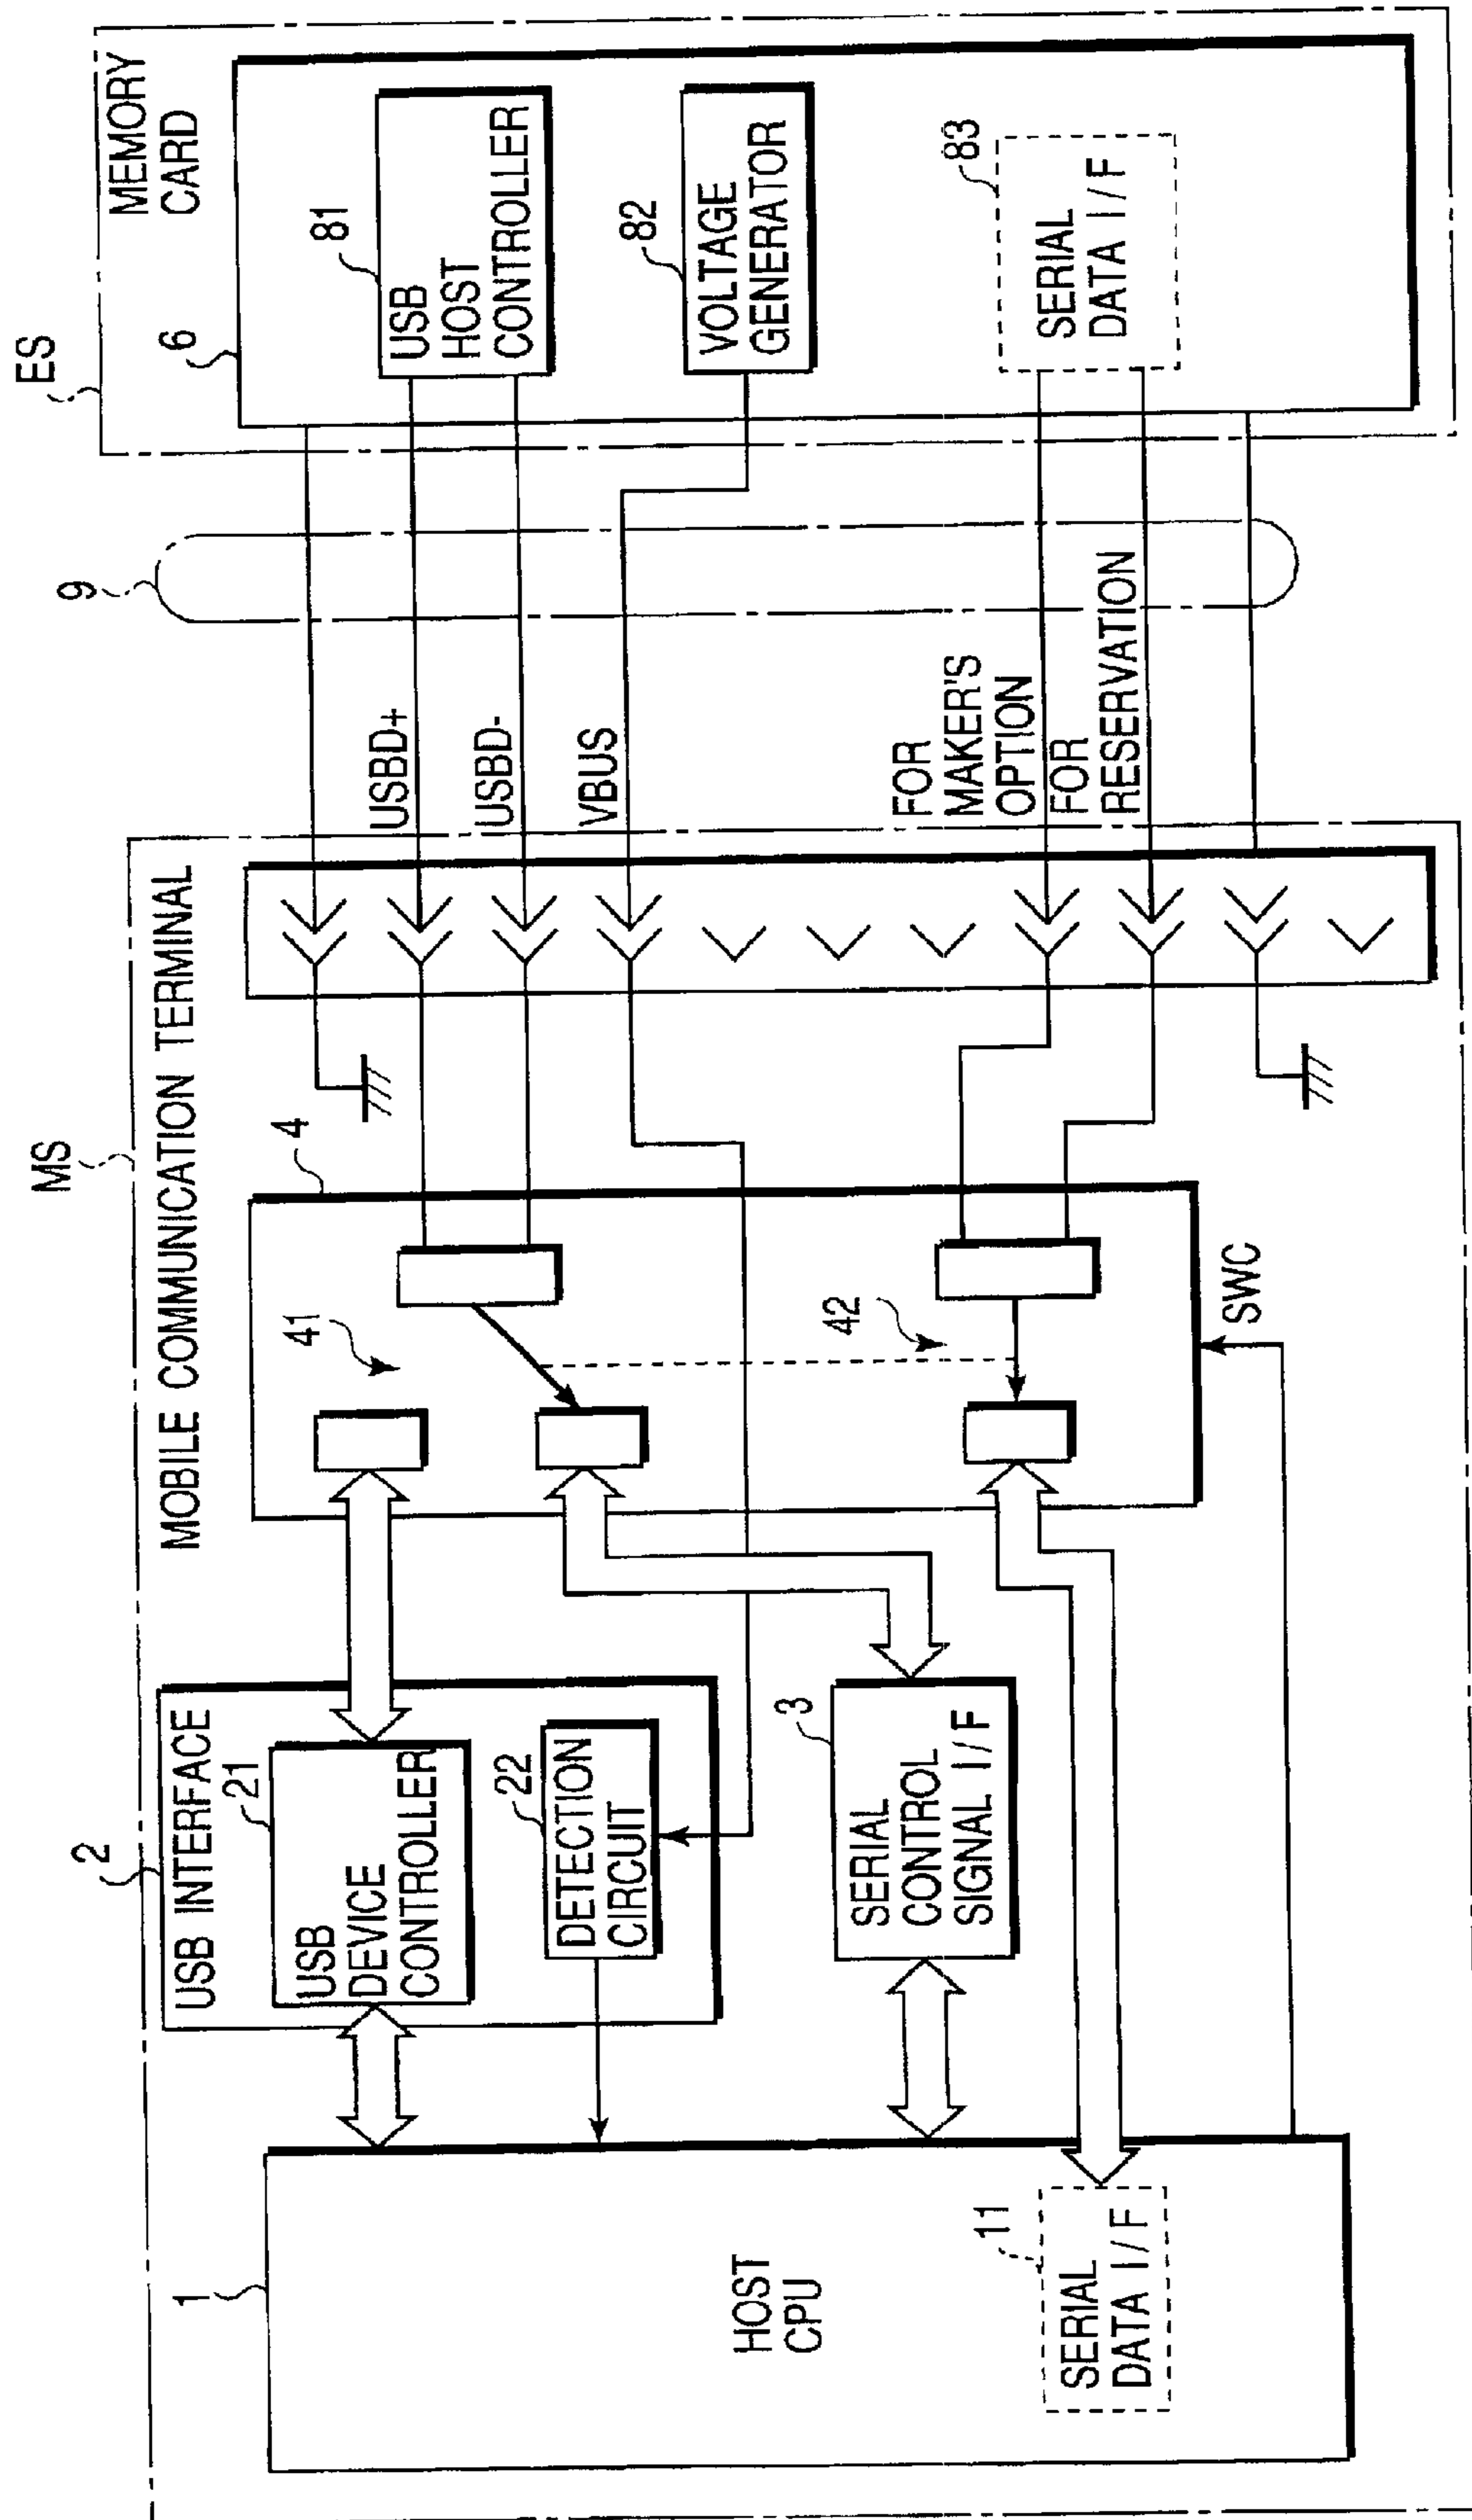 MS
MOBILE COMMUNICATION TERMINAL
1
HOST
CPU
11
SERIAL
DATA I/F
2
USB INTERFACE
21
USB
DEVICE
CONTROLLER
22
DETECTION
CIRCUIT
3
SERIAL
CONTROL
SIGNAL I/F
4
41
42
SWC
USBD+
USBD-
VBUS
FOR
MAKER'S
OPTION
FOR
RESERVATION
9
ES
MEMORY
CARD
6
81
USB
HOST
CONTROLLER
82
VOLTAGE
GENERATOR
83
SERIAL
DATA I/F